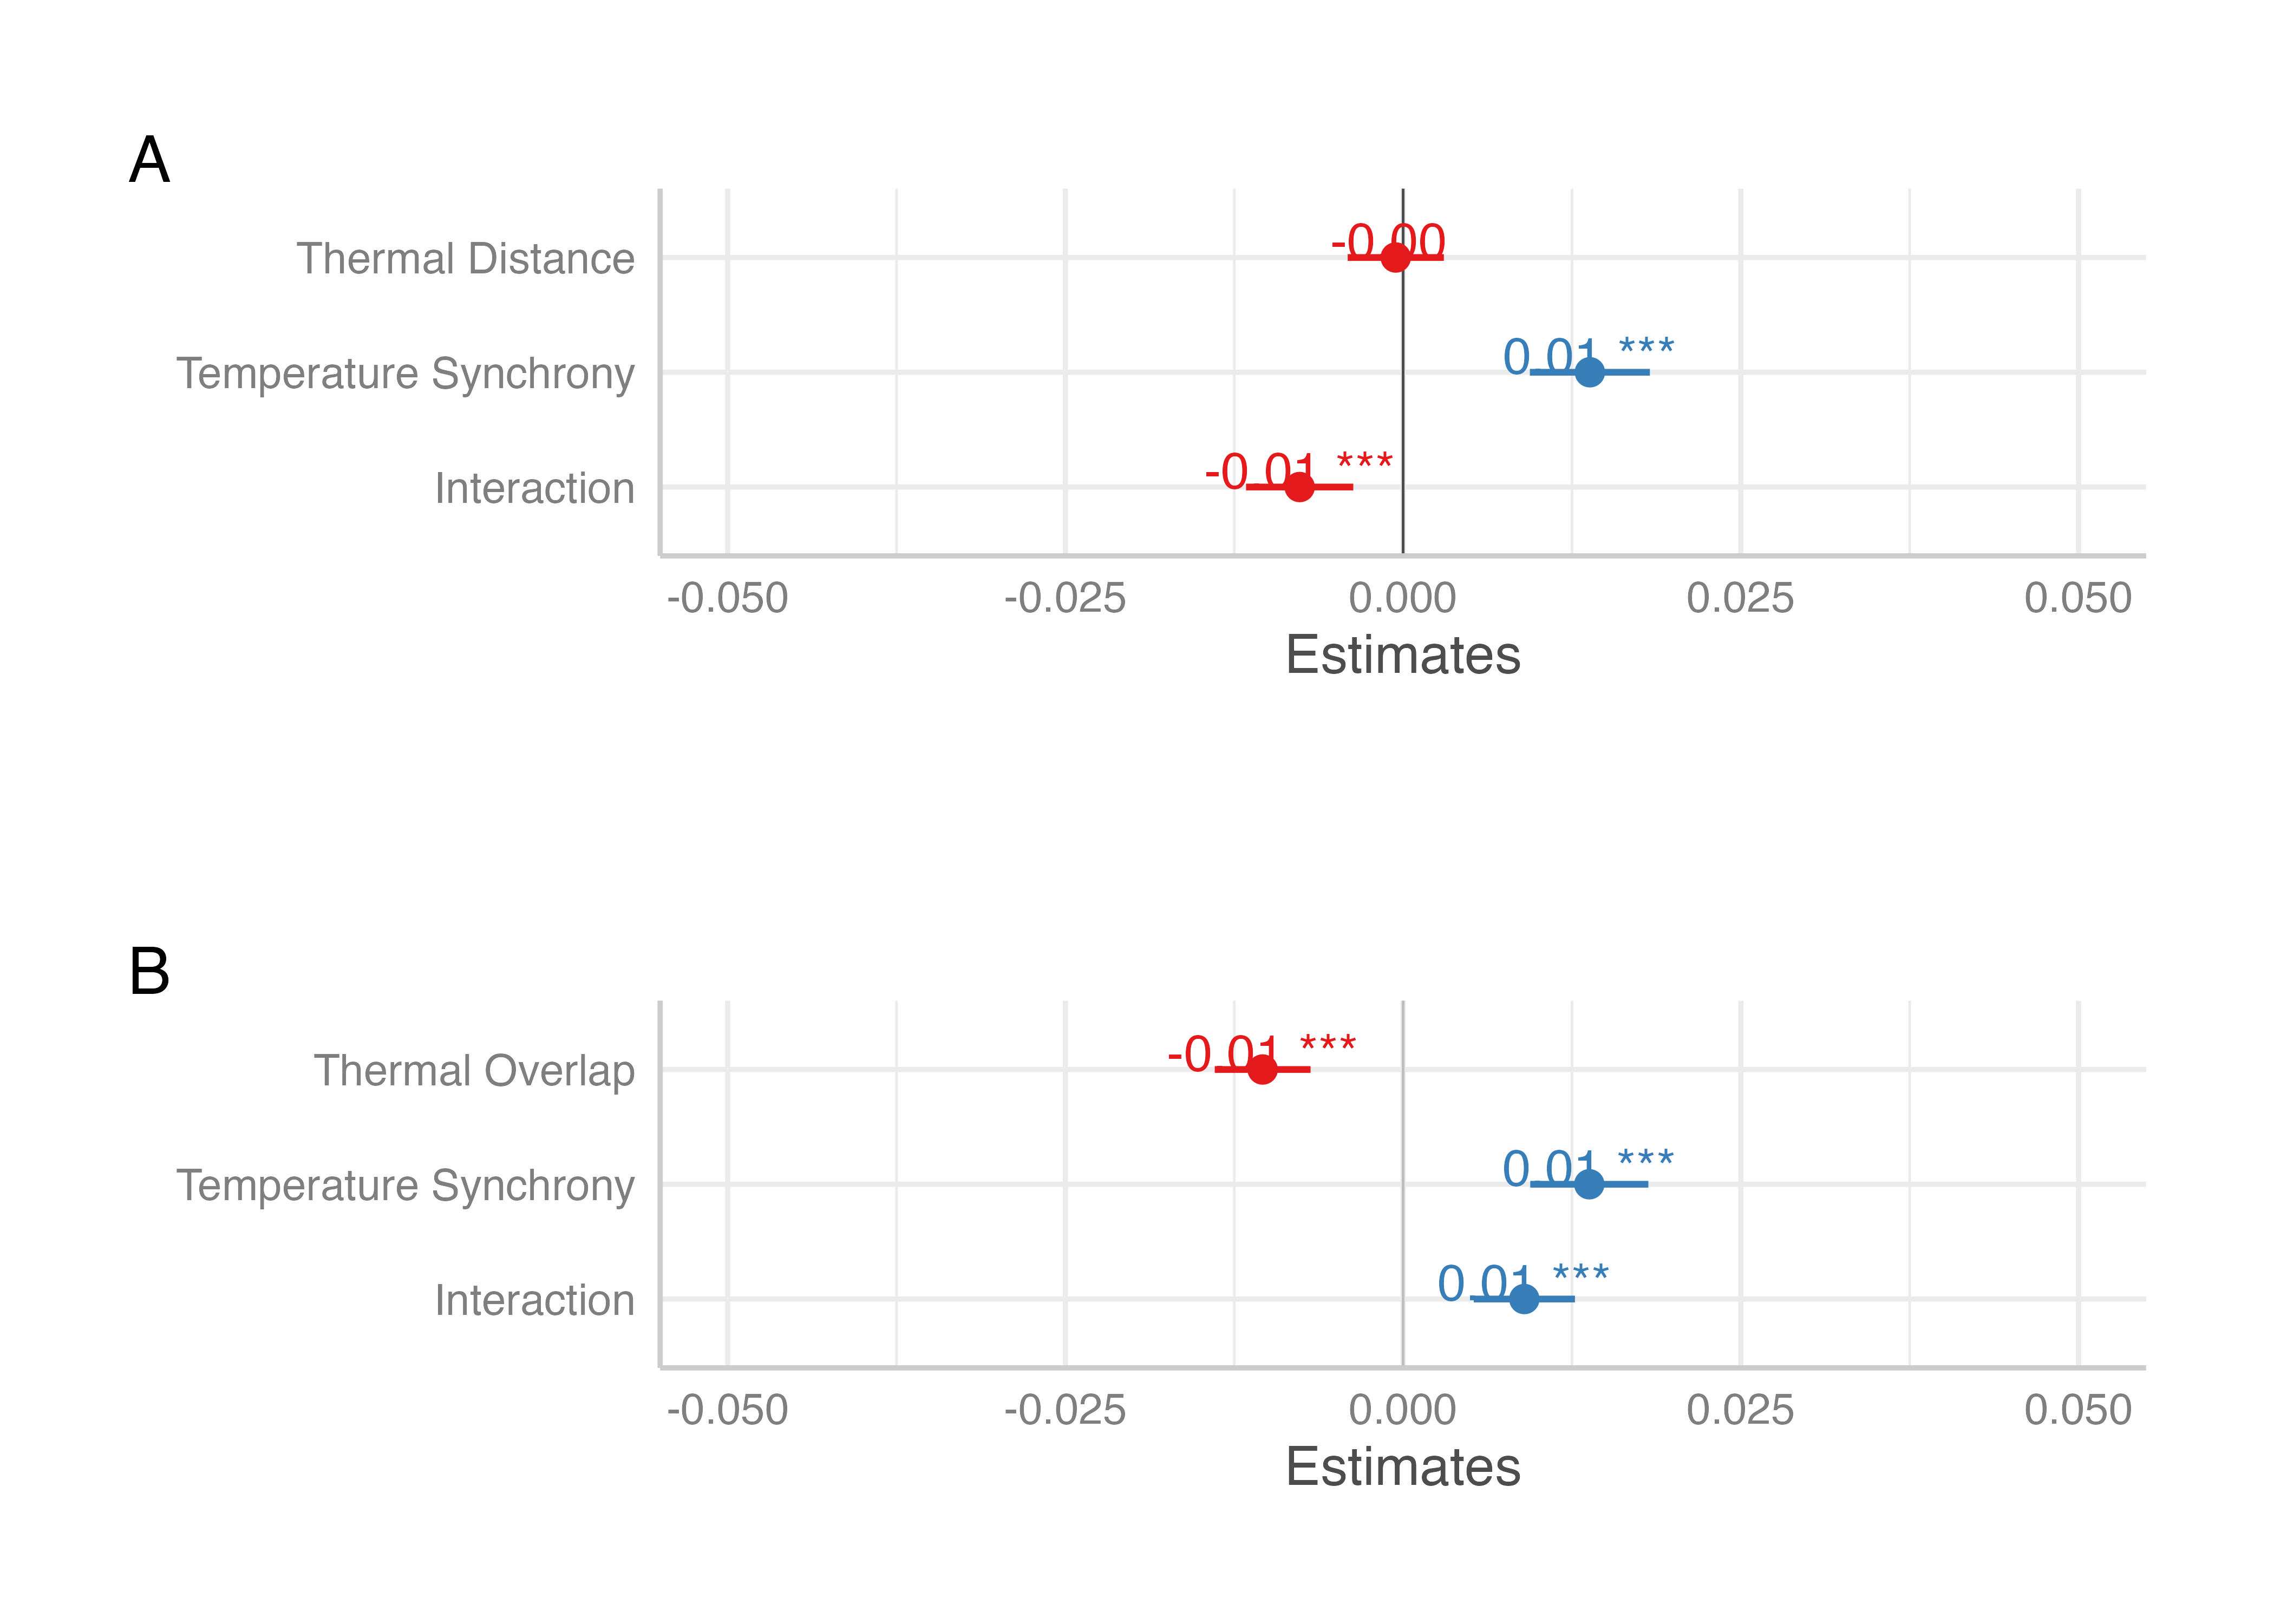 A
Thermal Distance
-0.00
Temperature Synchrony
0.01 ***
Interaction
-0.01 ***
-0.050 -0.025 0.000 0.025 0.050
Estimates
B
Thermal Overlap
-0.01 ***
Temperature Synchrony
0.01 ***
Interaction
0.01 ***
-0.050 -0.025 0.000 0.025 0.050
Estimates